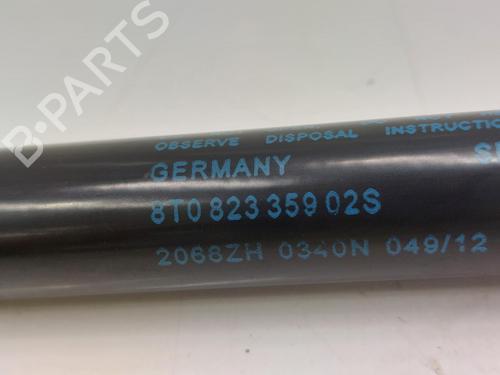 OBSERVE DISPOSAL INSTRUCTIO
GERMANY
8T0 823 359 02S
2068ZH 0340N 049/12
B-PARTS